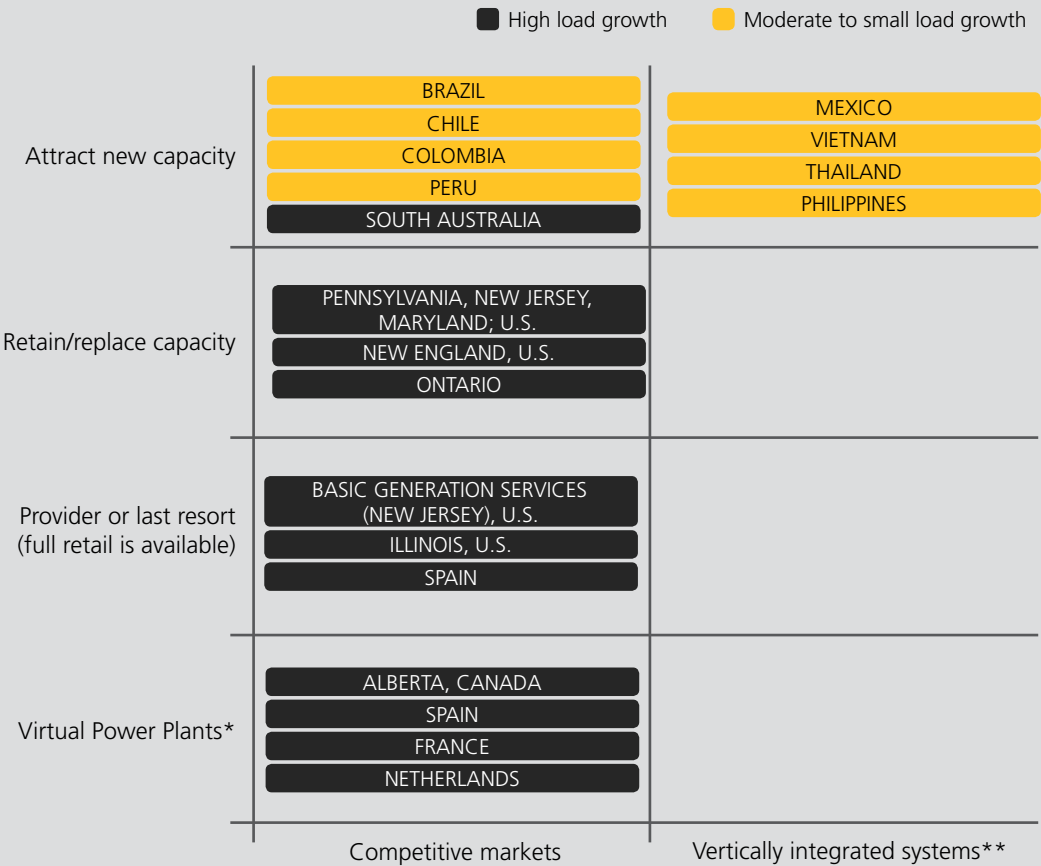 High load growth
Moderate to small load growth
Attract new capacity
BRAZIL
CHILE
COLOMBIA
PERU
SOUTH AUSTRALIA
MEXICO
VIETNAM
THAILAND
PHILIPPINES
Retain/replace capacity
PENNSYLVANIA, NEW JERSEY,
MARYLAND; U.S.
NEW ENGLAND, U.S.
ONTARIO
Provider or last resort
(full retail is available)
BASIC GENERATION SERVICES
(NEW JERSEY), U.S.
ILLINOIS, U.S.
SPAIN
Virtual Power Plants*
ALBERTA, CANADA
SPAIN
FRANCE
NETHERLANDS
Competitive markets
Vertically integrated systems**